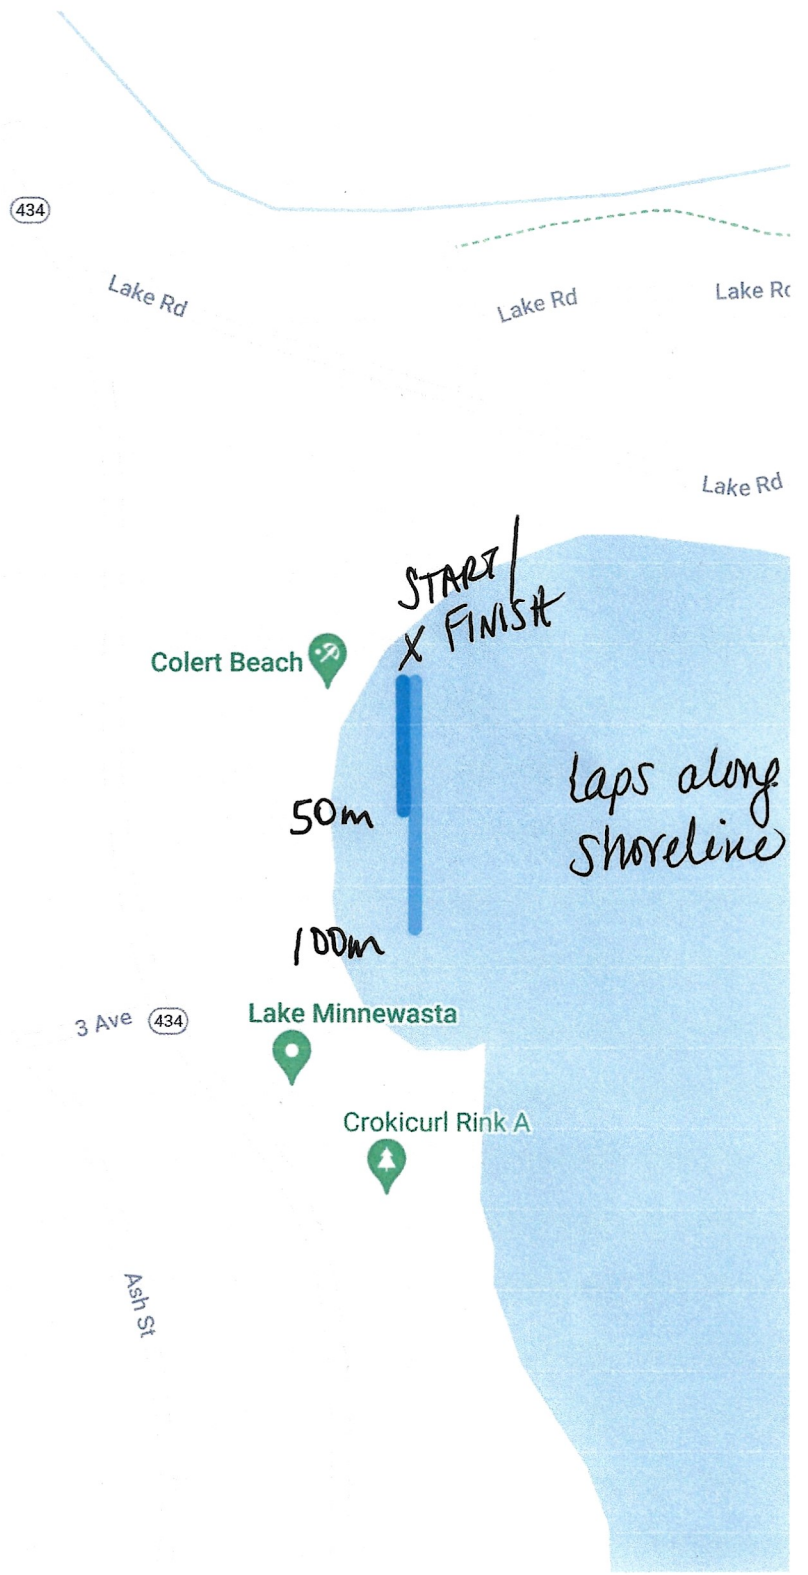 434
Lake Rd
Lake Rd
Lake Rd
Lake Rd
START/
X FINISH
Colert Beach
laps along
shoreline
50m
100m
Lake Minnewasta
3 Ave 434
Crokicurl Rink A
Ash St